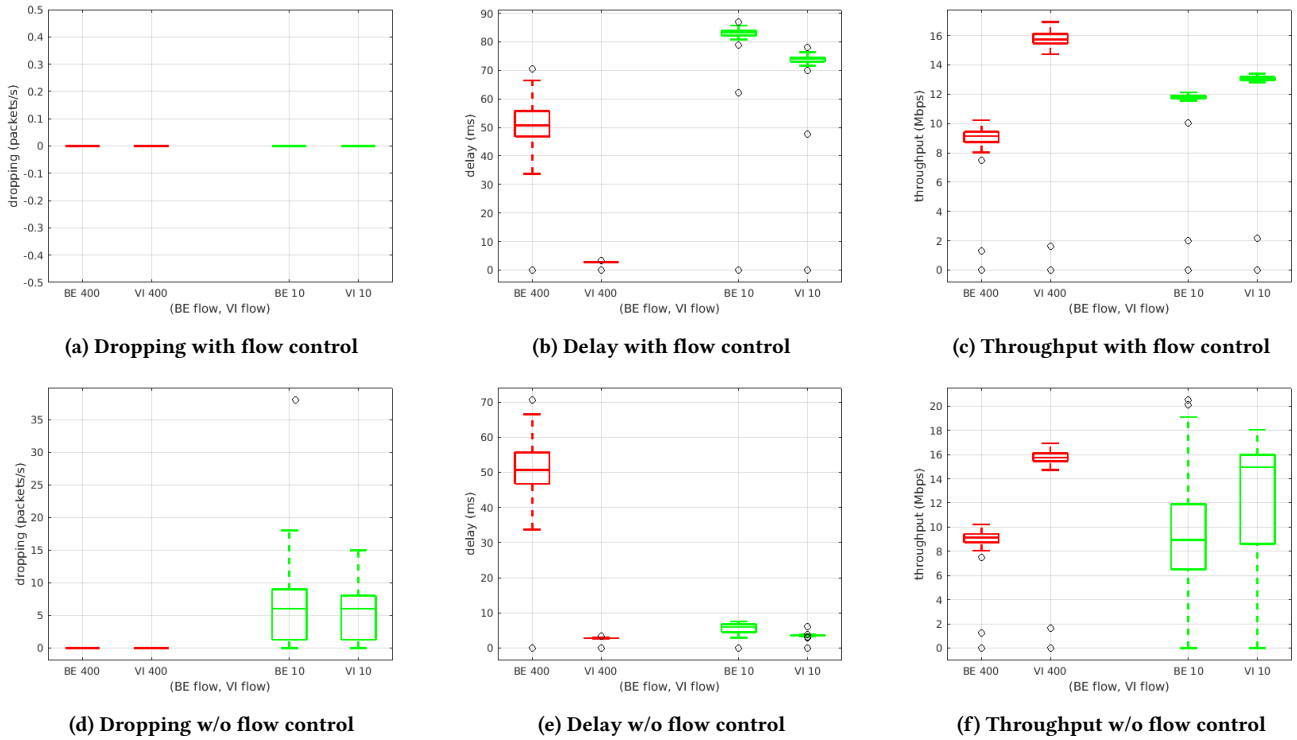 0.5
0.4
0.3
0.2
0.1
0
-0.1
-0.2
-0.3
-0.4
-0.5
dropping (packets/s)
BE 400 VI 400 BE 10 VI 10
(BE flow, VI flow)
(a) Dropping with flow control
90
80
70
60
50
40
30
20
10
0
delay (ms)
BE 400 VI 400 BE 10 VI 10
(BE flow, VI flow)
(b) Delay with flow control
16
14
12
10
8
6
4
2
0
throughput (Mbps)
BE 400 VI 400 BE 10 VI 10
(BE flow, VI flow)
(c) Throughput with flow control
35
30
25
20
15
10
5
0
dropping (packets/s)
BE 400 VI 400 BE 10 VI 10
(BE flow, VI flow)
(d) Dropping w/o flow control
70
60
50
40
30
20
10
0
delay (ms)
BE 400 VI 400 BE 10 VI 10
(BE flow, VI flow)
(e) Delay w/o flow control
20
18
16
14
12
10
8
6
4
2
0
throughput (Mbps)
BE 400 VI 400 BE 10 VI 10
(BE flow, VI flow)
(f) Throughput w/o flow control